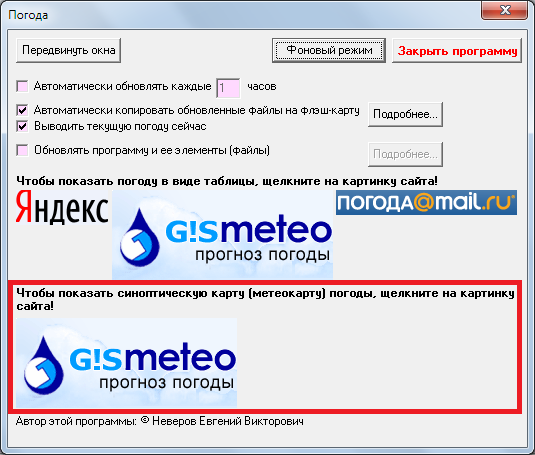 Погода
Передвинуть окна
Фоновый режим
Закрыть программу
Автоматически обновлять каждые 1 часов
Автоматически копировать обновленные файлы на флэш-карту
Подробнее...
Выводить текущую погоду сейчас
Обновлять программу и ее элементы (файлы)
Подробнее...
Чтобы показать погоду в виде таблицы, щелкните на картинку сайта!
Яндекс
G!Smeteo
прогноз погоды
погода@mail.ru
Чтобы показать синоптическую карту (метеокарту) погоды, щелкните на картинку
сайта!
G!Smeteo
прогноз погоды
Автор этой программы: © Неверов Евгений Викторович